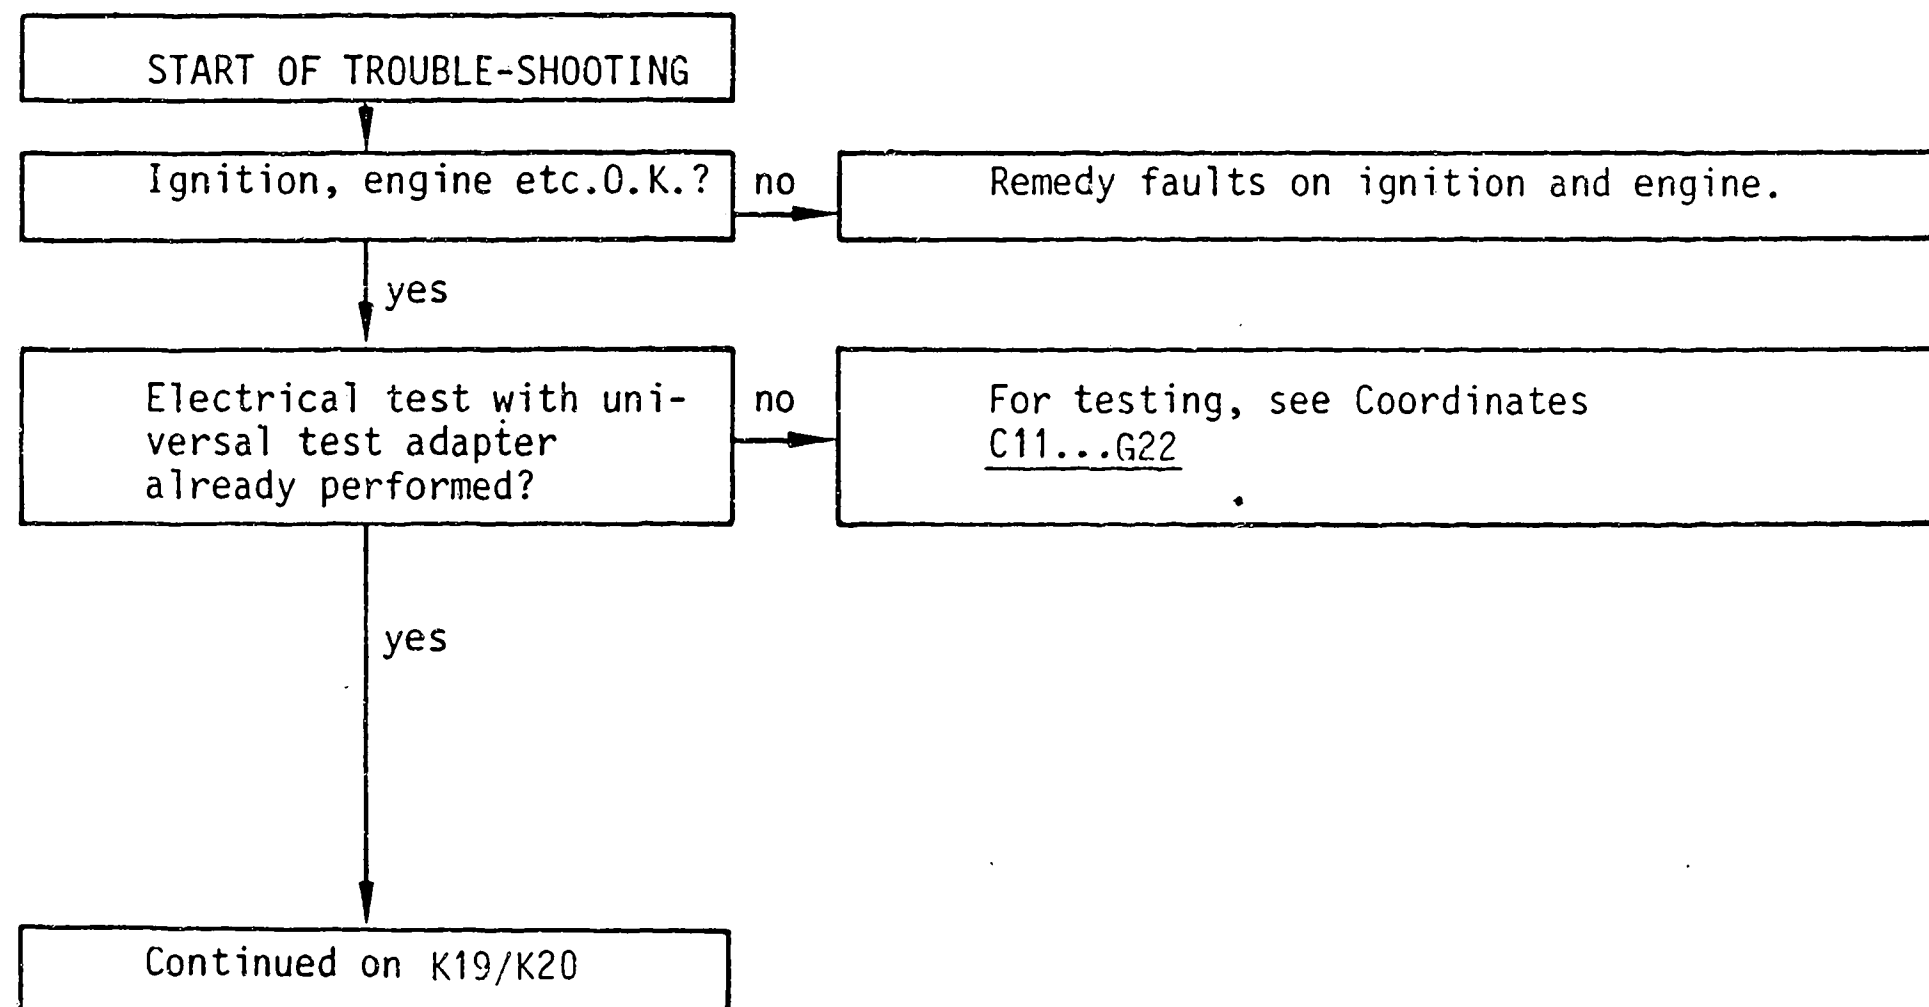 START OF TROUBLE-SHOOTING
Ignition, engine etc.O.K.?
no
Remedy faults on ignition and engine.
yes
Electrical test with uni-
versal test adapter
already performed?
no
For testing, see Coordinates
C11...G22
yes
Continued on K19/K20